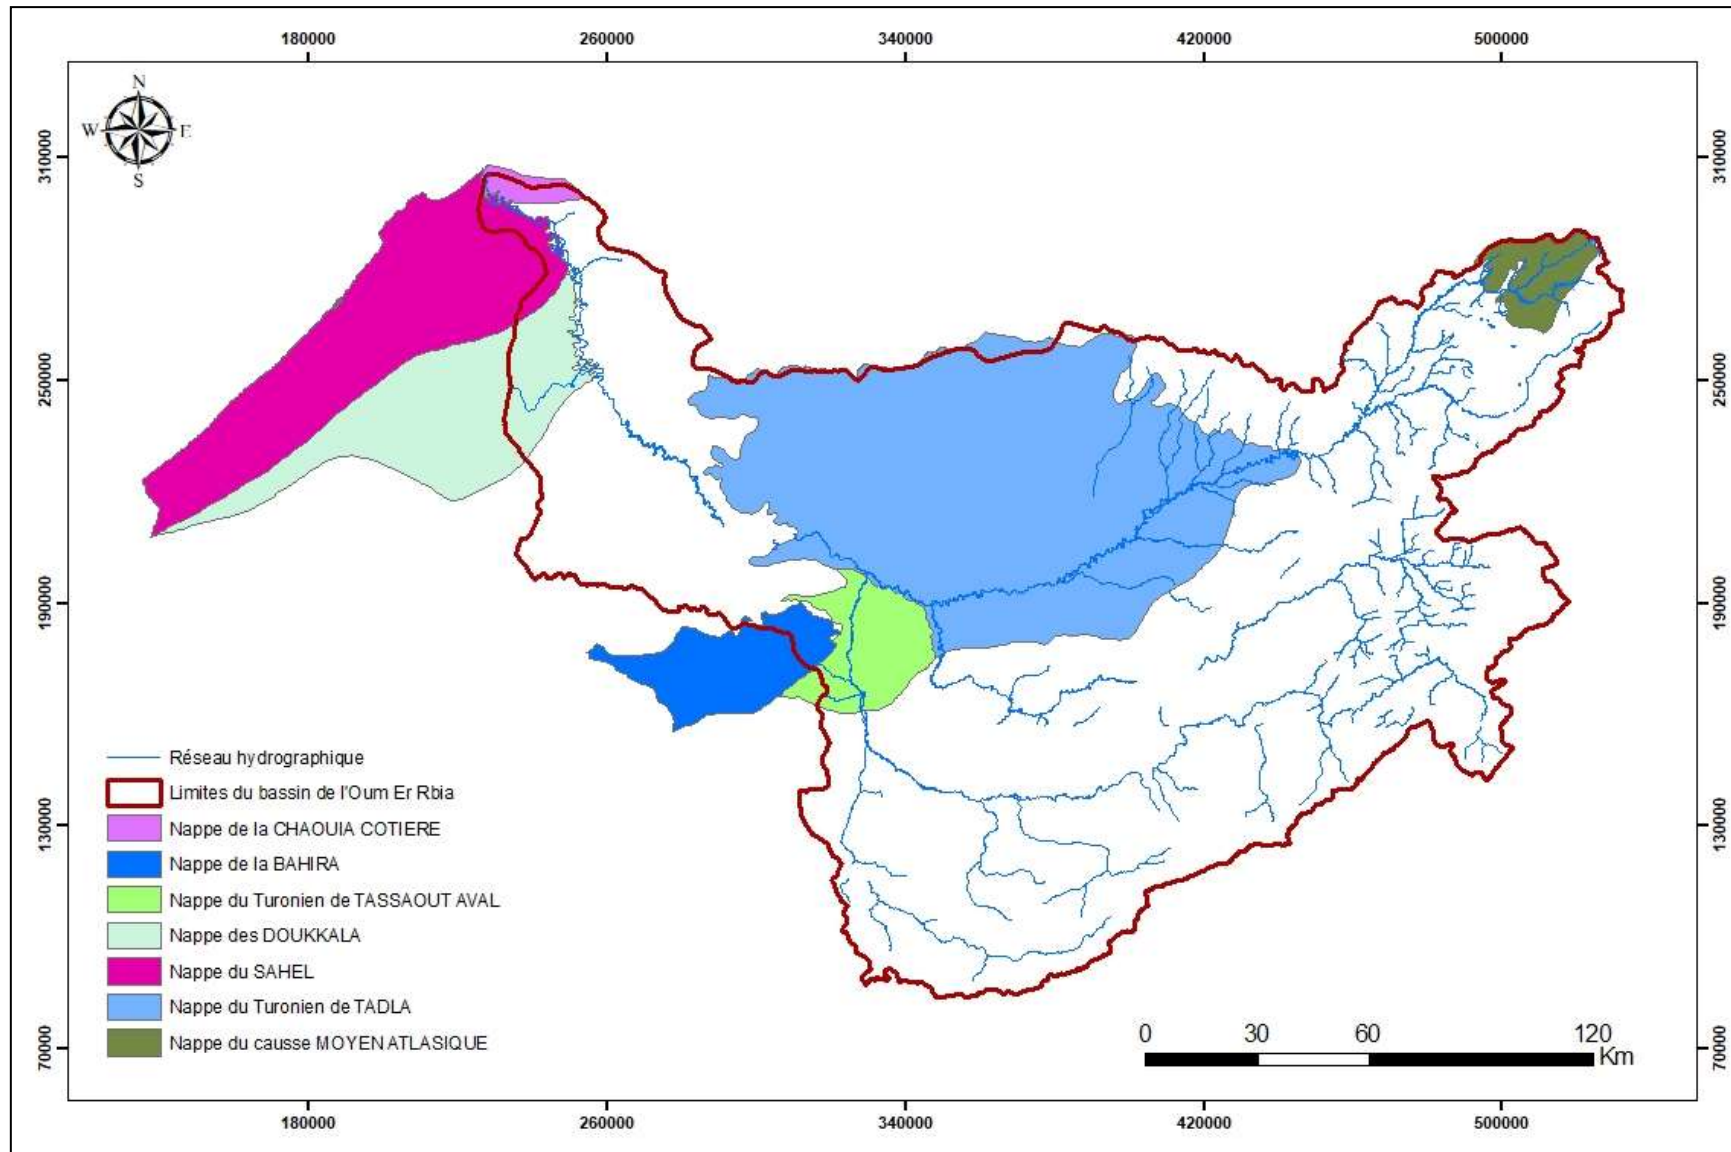 180000 260000 340000 420000 500000
N
W E
S
310000 310000
250000 250000
190000 190000
130000 130000
70000 70000
Réseau hydrographique
Limites du bassin de l'Oum Er Rbia
Nappe de la CHAOUIA COTIERE
Nappe de la BAHIRA
Nappe du Turonien de TASSAOUT AVAL
Nappe des DOUKKALA
Nappe du SAHEL
Nappe du Turonien de TADLA
Nappe du causse MOYEN ATLASIQUE
0 30 60 120
Km
180000 260000 340000 420000 500000